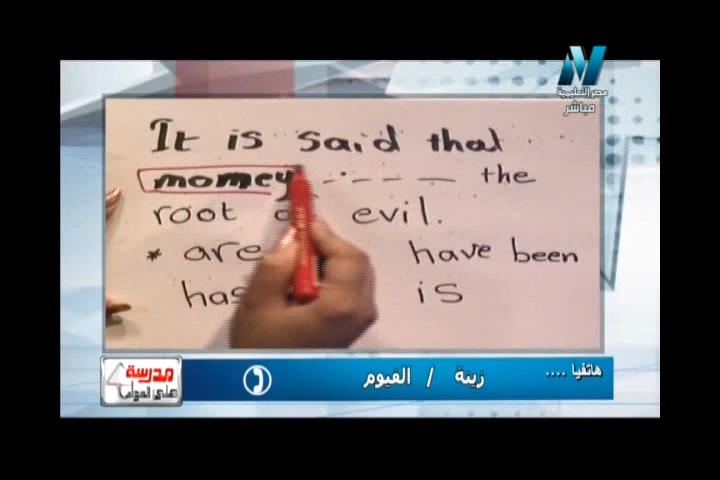 مصر التعليمية
مباشر
It is said that
momey ------ the
root o evil.
* are have been
has is
هاتفيا ....
زينة / الفيوم
مدرسة
على الهواء